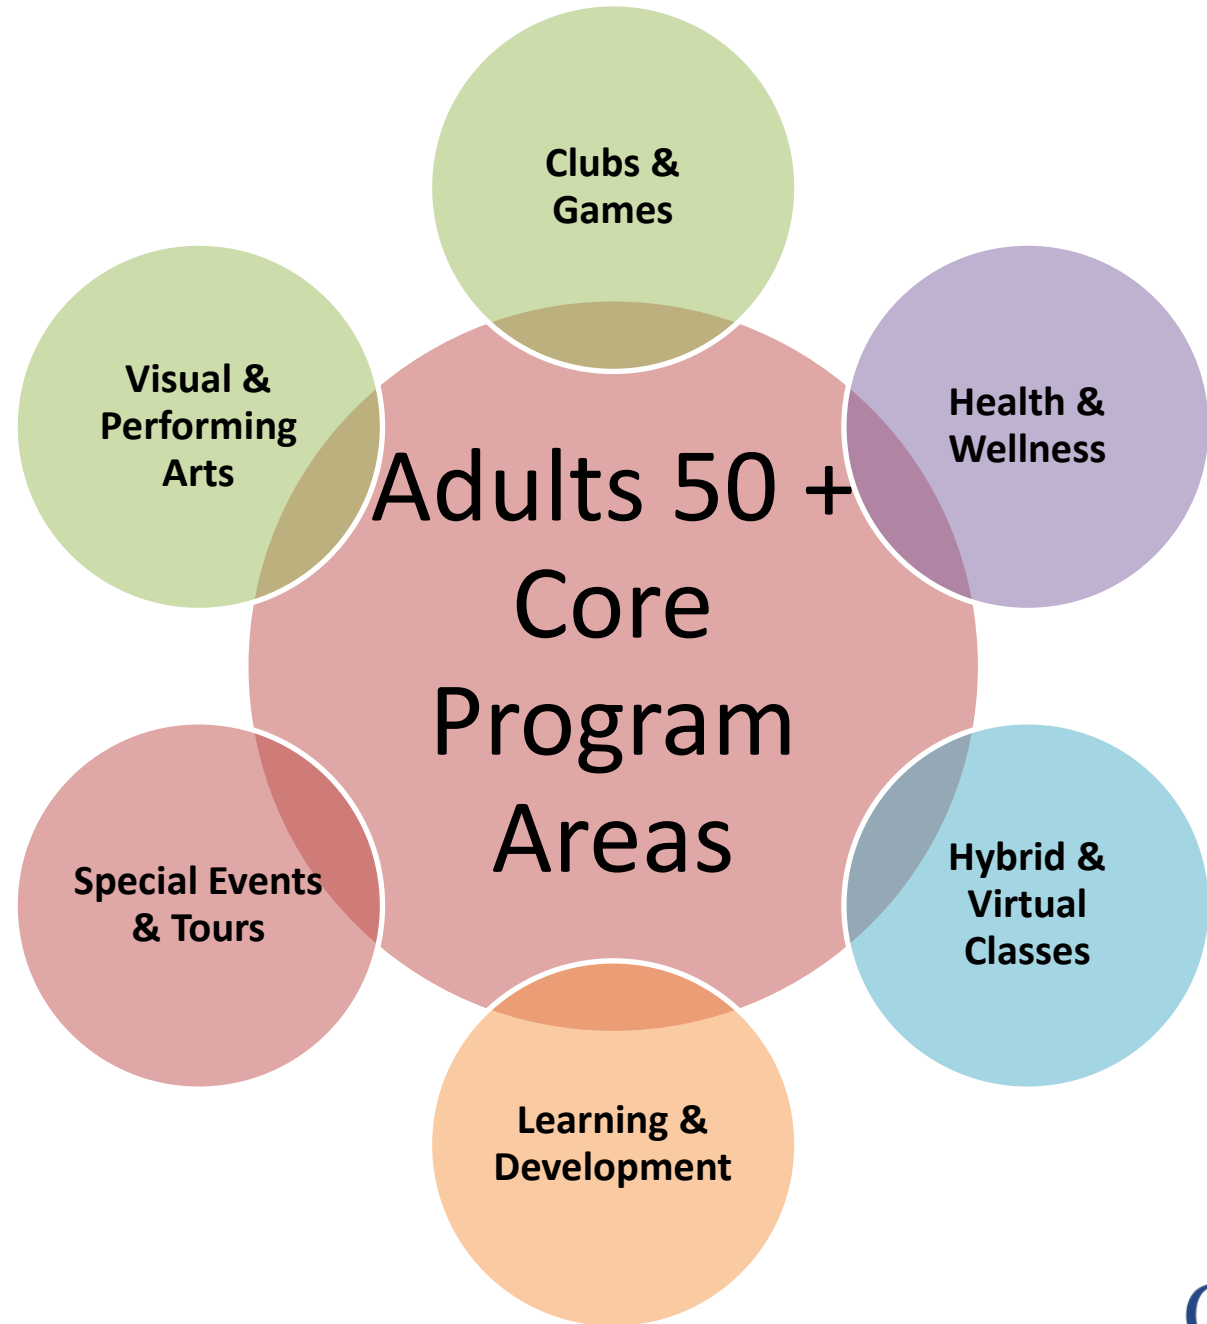 Clubs &
Games
Visual &
Performing
Arts
Health &
Wellness
Adults 50 +
Core
Program
Areas
Special Events
& Tours
Hybrid &
Virtual
Classes
Learning &
Development